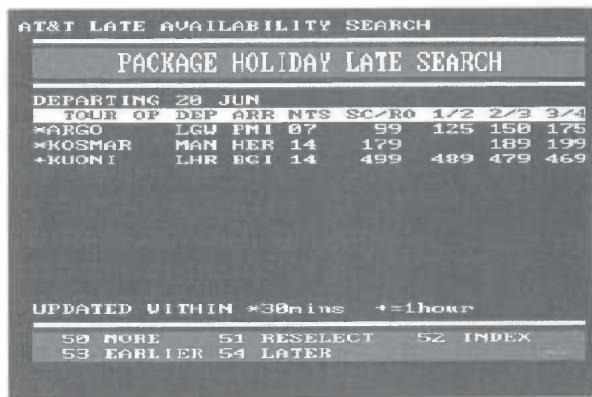 AT&T LATE AVAILABILITY SEARCH
PACKAGE HOLIDAY LATE SEARCH
DEPARTING 20 JUN
TOUR OP DEP ARR NTS SC/RO 1/2 2/3 3/4
*ARGO LGW PMI 07 99 125 150 175
*KOSMAR MAN HER 14 179 189 199
+KUONI LHR BGI 14 499 489 479 469
UPDATED WITHIN *30mins +=1hour
50 MORE 51 RESELECT 52 INDEX
53 EARLIER 54 LATER